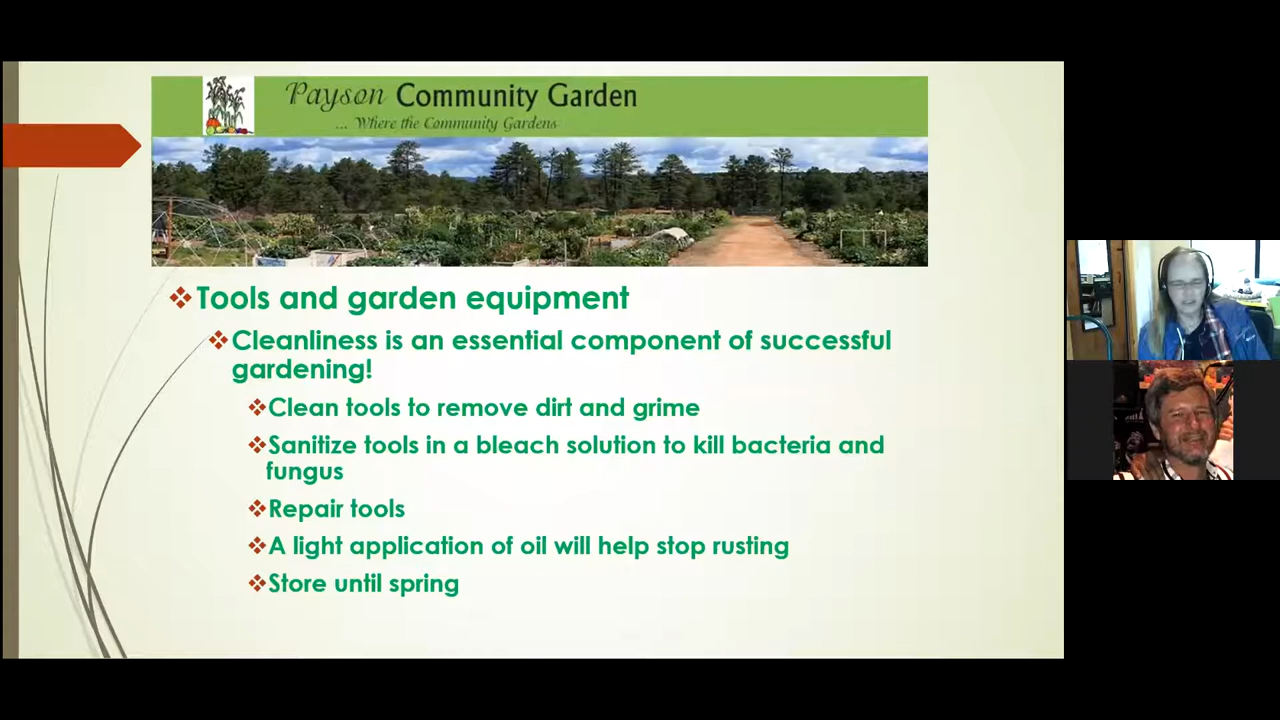 Payson Community Garden
... Where the Community Gardens
Tools and garden equipment
Cleanliness is an essential component of successful
gardening!
Clean tools to remove dirt and grime
Sanitize tools in a bleach solution to kill bacteria and
fungus
Repair tools
A light application of oil will help stop rusting
Store until spring